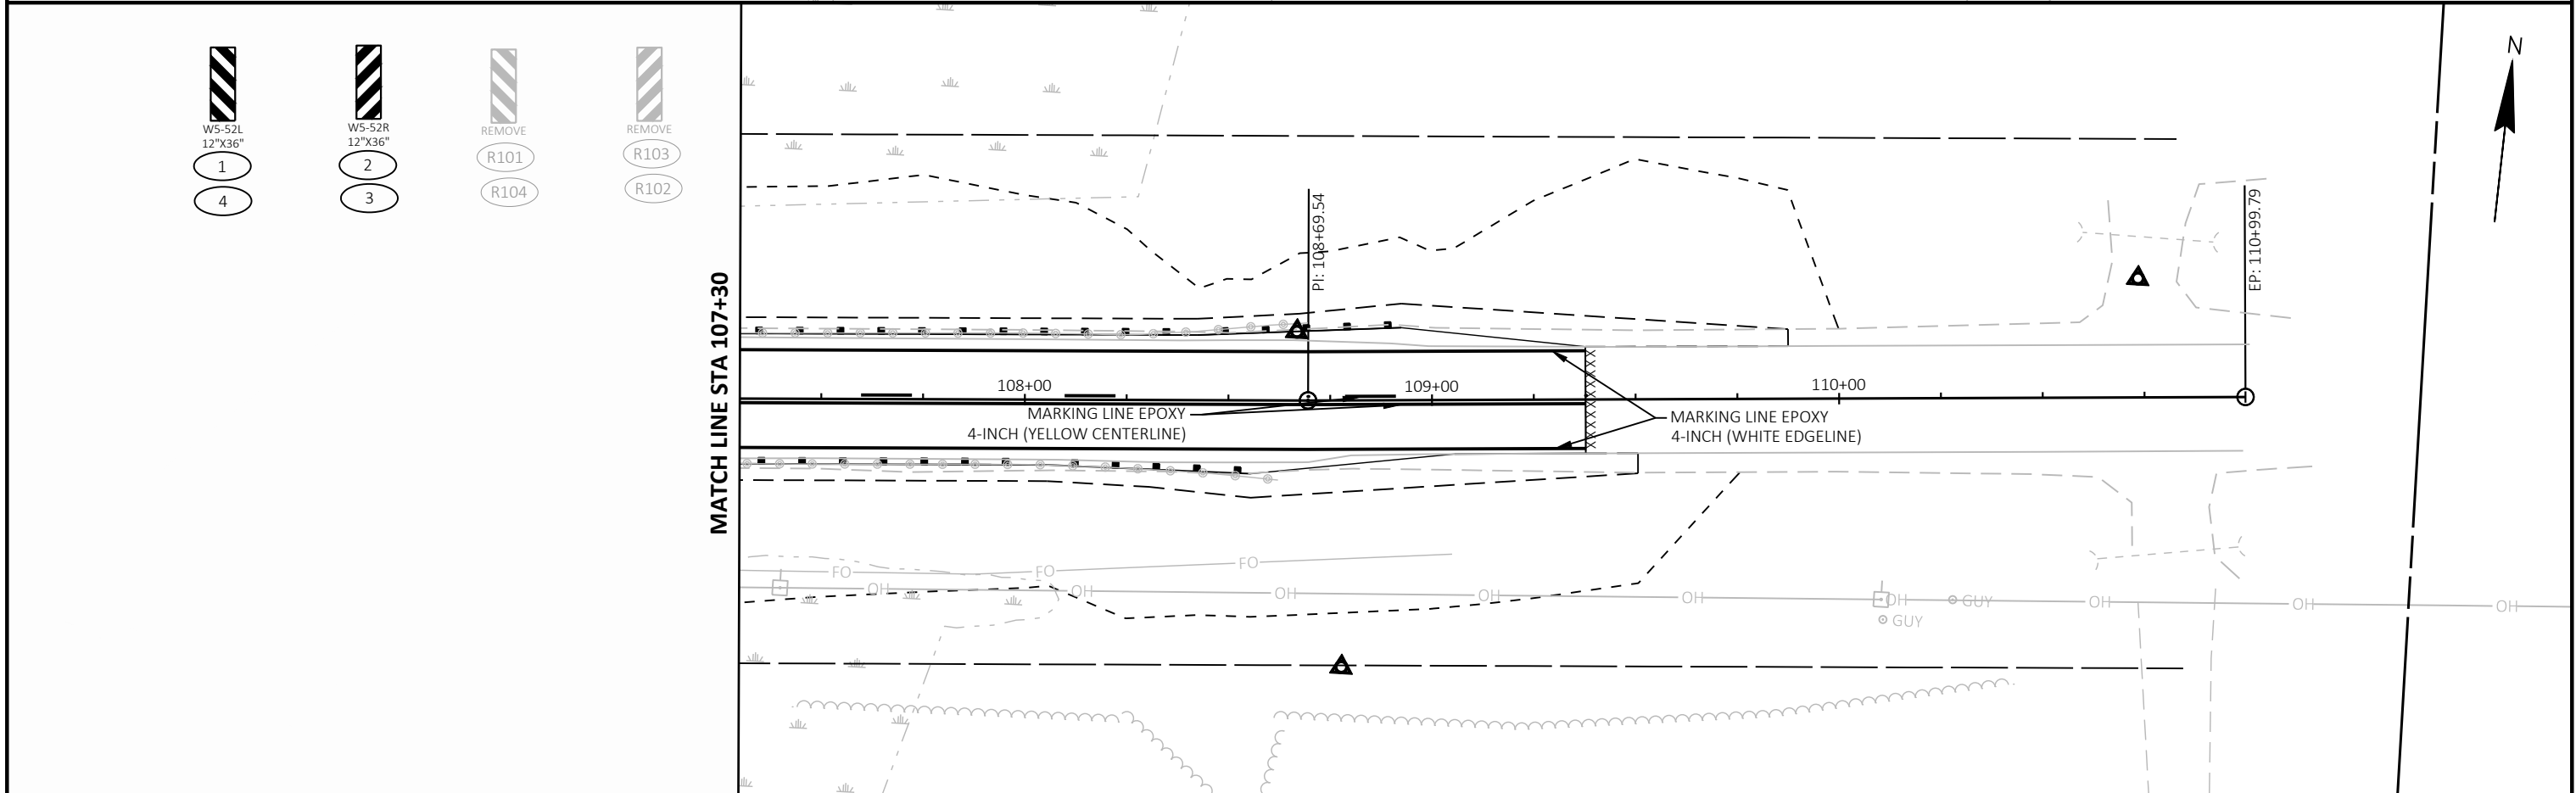 W5-52L
12"X36"
1
4
W5-52R
12"X36"
2
3
REMOVE
R101
R104
REMOVE
R103
R102
MATCH LINE STA 107+30
N
PI: 108+69.54
EP: 110+99.79
108+00
109+00
110+00
MARKING LINE EPOXY
4-INCH (YELLOW CENTERLINE)
MARKING LINE EPOXY
4-INCH (WHITE EDGELINE)
FO
FO
FO
OH
OH
OH
OH
OH
OH
GUY
OH
OH
OH
GUY